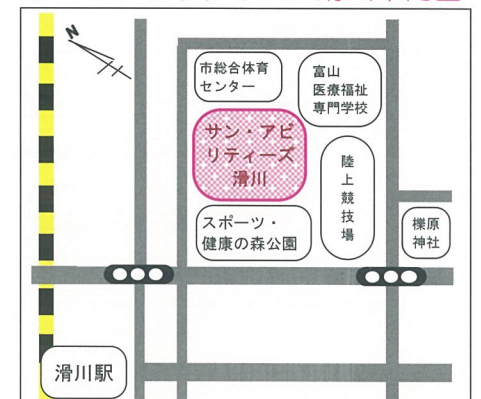 N
市総合体育
センター
富山
医療福祉
専門学校
サン・アビ
リティーズ
滑川
陸上競技場
スポーツ・
健康の森公園
櫟原
神社
滑川駅